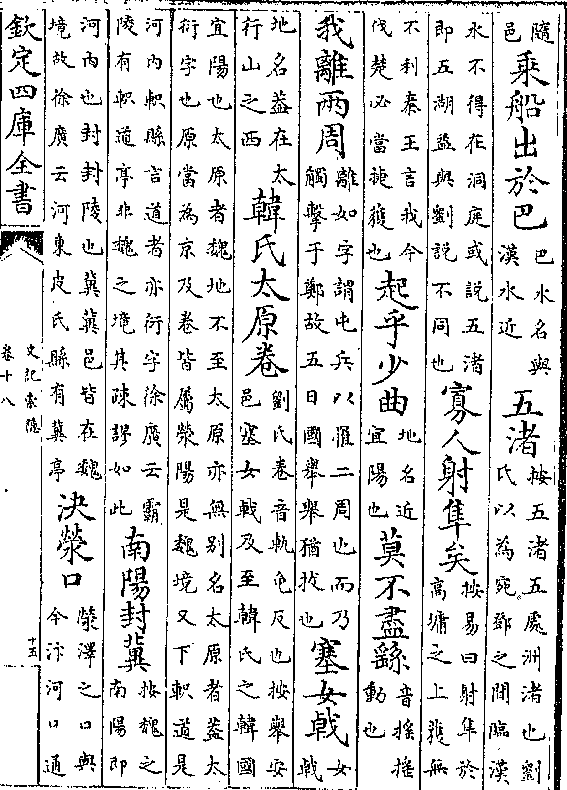 隨邑乘船出於巴巴水名與漢水近五渚按五渚五處洲渚也劉氏以為宛鄧之間臨漢
水不得在洞庭或說五渚即五湖蓋與劉說不同也寡人射隼矣按易曰射隼於高墉之上獲無
不利秦王言我今伐楚必當捷獲也起乎少曲地名近宜陽也莫不盡繇音搖搖動也
我離兩周離如字謂屯兵以罹二周也而乃觸擊于鄭故五日國舉舉猶拔也塞女戟女戟
地名蓋在太行山之西韓氏太原卷劉氏卷音軌免反也按舉安邑塞女戟及至韓氏之韓國
宜陽也太原者魏地不至太原亦無別名太原者蓋太衍字也原當為京及卷皆屬滎陽是魏境又下軹道是
河內軹縣言道者亦衍字徐廣云霸陵有軹道亭非魏之境其疎謬如此南陽封冀按魏之南陽即
河內也封封陵也冀冀邑皆在魏境故徐廣云河東皮氏縣有冀亭決滎口滎澤之口與今汴河口通
欽定四庫全書
史記索隱
卷十八
十五